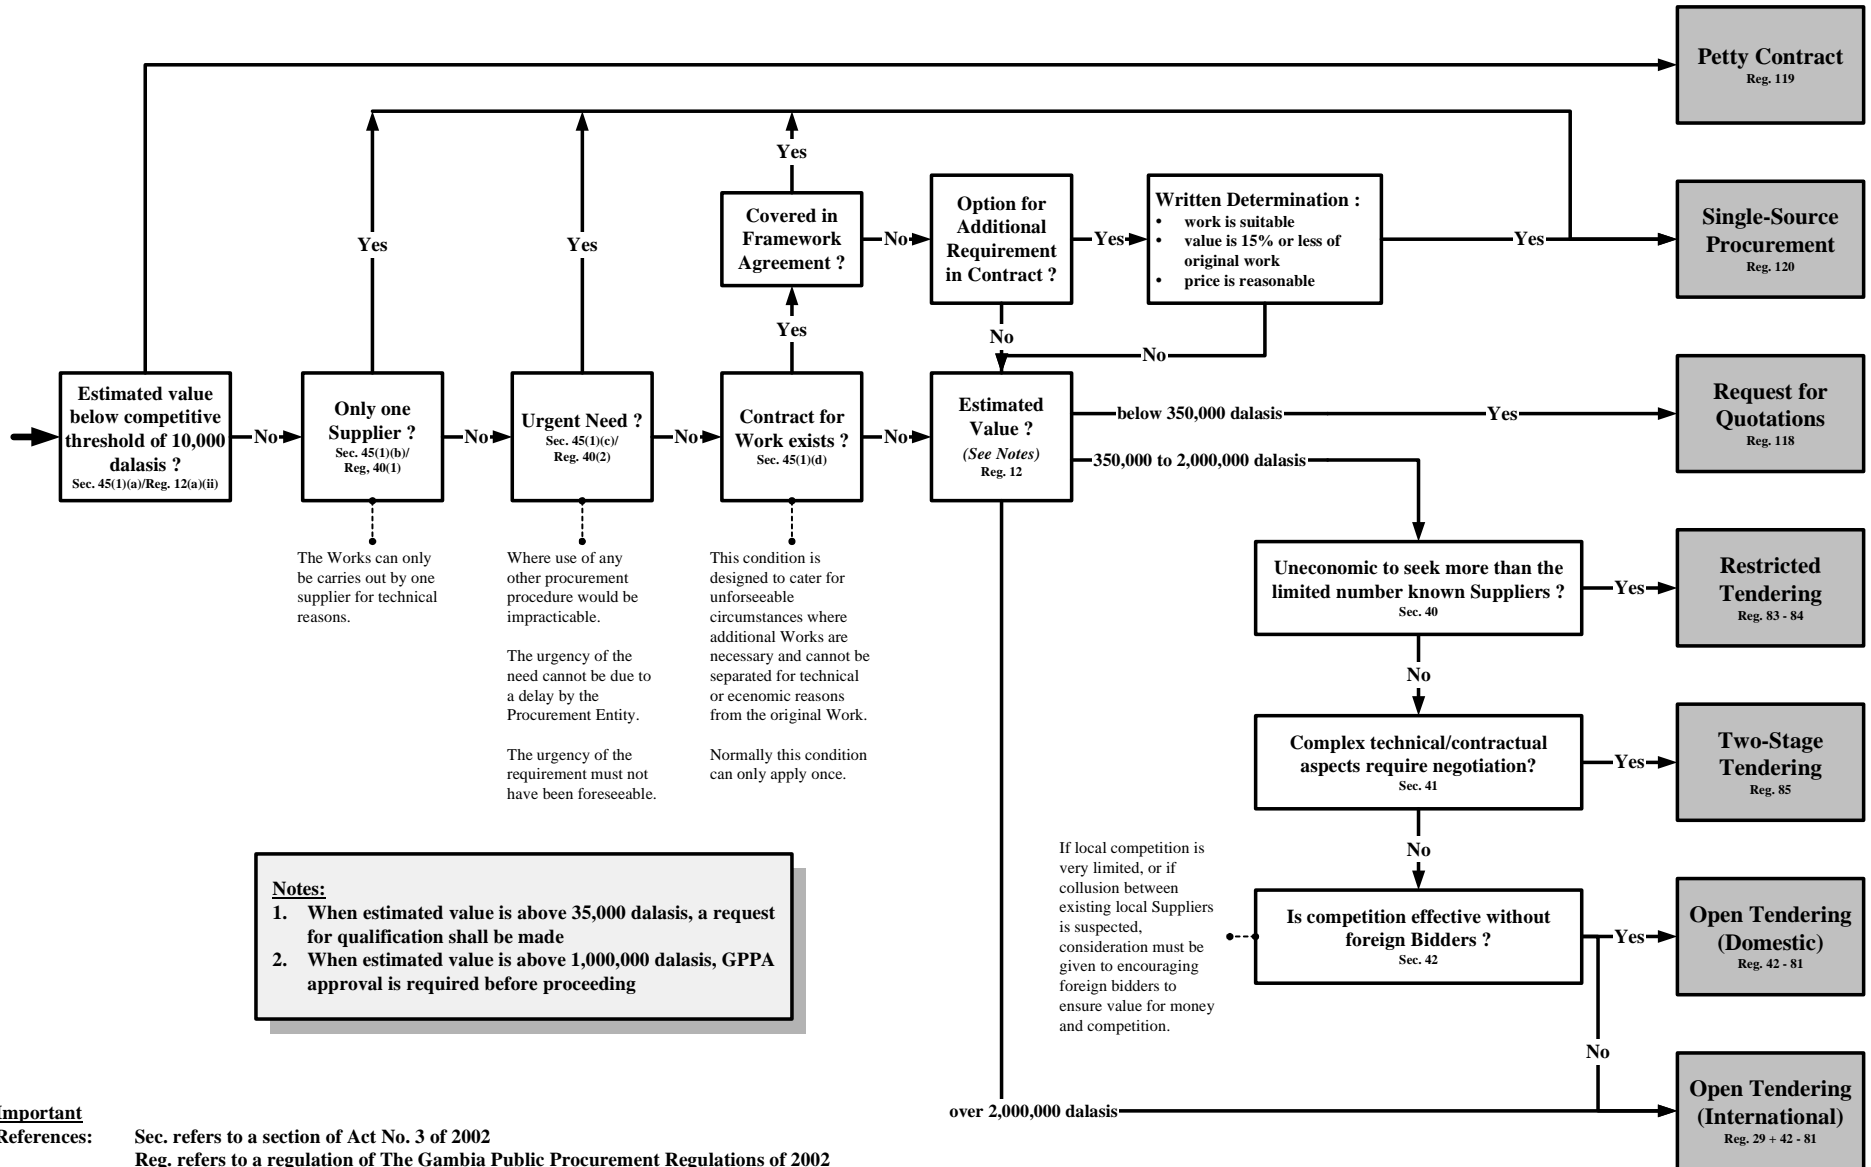 Petty Contract
Reg. 119
Yes
Covered in
Framework
Agreement ?
No
Option for
Additional
Requirement
in Contract ?
Yes
Written Determination :
• work is suitable
• value is 15% or less of
original work
• price is reasonable
Yes
Single-Source
Procurement
Reg. 120
Yes
Yes
Yes
No
No
Estimated value
below competitive
threshold of 10,000
dalasis ?
Sec. 45(1)(a)/Reg. 12(a)(ii)
No
Only one
Supplier ?
Sec. 45(1)(b)/
Reg, 40(1)
No
Urgent Need ?
Sec. 45(1)(c)/
Reg. 40(2)
No
Contract for
Work exists ?
Sec. 45(1)(d)
No
Estimated
Value ?
(See Notes)
Reg. 12
below 350,000 dalasis
Yes
Request for
Quotations
Reg. 118
350,000 to 2,000,000 dalasis
The Works can only
be carries out by one
supplier for technical
reasons.
Where use of any
other procurement
procedure would be
impracticable.
The urgency of the
need cannot be due to
a delay by the
Procurement Entity.
The urgency of the
requirement must not
have been foreseeable.
This condition is
designed to cater for
unforseeable
circumstances where
additional Works are
necessary and cannot be
separated for technical
or ecenomic reasons
from the original Work.
Normally this condition
can only apply once.
Uneconomic to seek more than the
limited number known Suppliers ?
Sec. 40
Yes
Restricted
Tendering
Reg. 83 - 84
No
Complex technical/contractual
aspects require negotiation?
Sec. 41
Yes
Two-Stage
Tendering
Reg. 85
No
If local competition is
very limited, or if
collusion between
existing local Suppliers
is suspected,
consideration must be
given to encouraging
foreign bidders to
ensure value for money
and competition.
Is competition effective without
foreign Bidders ?
Sec. 42
Yes
Open Tendering
(Domestic)
Reg. 42 - 81
No
Notes:
1. When estimated value is above 35,000 dalasis, a request
for qualification shall be made
2. When estimated value is above 1,000,000 dalasis, GPPA
approval is required before proceeding
over 2,000,000 dalasis
Open Tendering
(International)
Reg. 29 + 42 - 81
Important
References: Sec. refers to a section of Act No. 3 of 2002
Reg. refers to a regulation of The Gambia Public Procurement Regulations of 2002